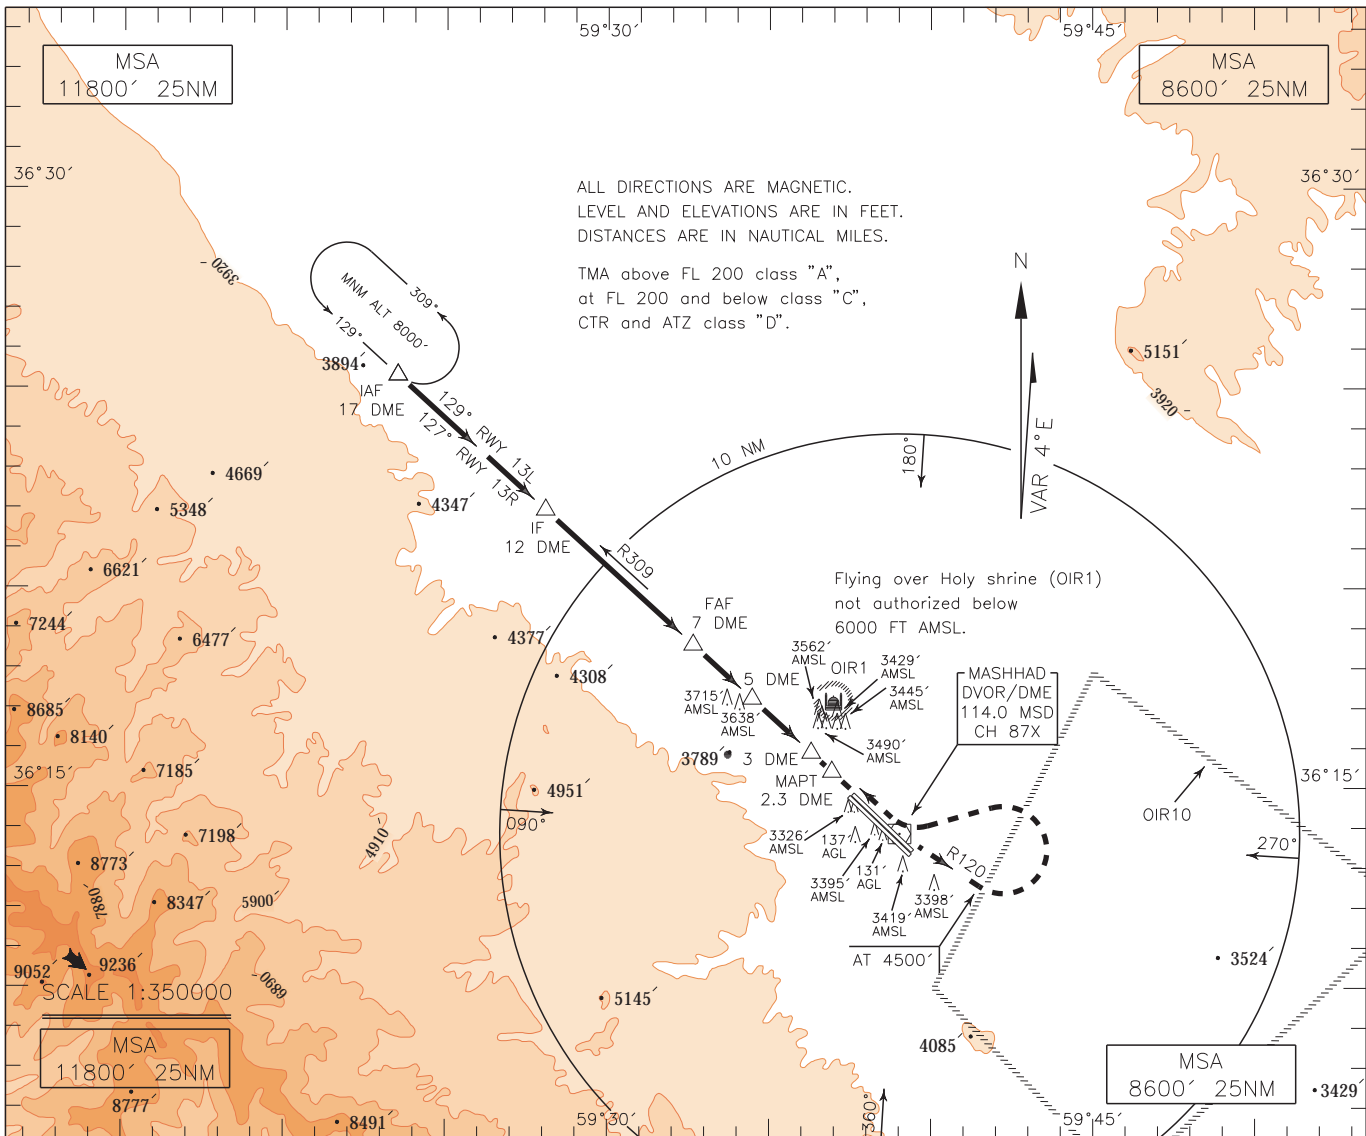 59°30′
59°45′
MSA
11800′ 25NM
MSA
8600′ 25NM
36°30′
36°30′
ALL DIRECTIONS ARE MAGNETIC.
LEVEL AND ELEVATIONS ARE IN FEET.
DISTANCES ARE IN NAUTICAL MILES.
TMA above FL 200 class "A",
at FL 200 and below class "C",
CTR and ATZ class "D".
N
VAR 4°E
3920
MNM ALT 8000′
309°
129°
3894′
IAF
17 DME
129° RWY 13L
127° RWY 13R
5151′
3920
10 NM
180°
4669′
5348′
4347′
IF
12 DME
R309
6621′
7244′
6477′
4377′
4308′
FAF
7 DME
Flying over Holy shrine (OIR1)
not authorized below
6000 FT AMSL.
3562′
AMSL
OIR1
3429′
AMSL
3445′
AMSL
5 DME
3715′
AMSL
3638′
AMSL
3490′
AMSL
MASHHAD
DVOR/DME
114.0 MSD
CH 87X
8685′
8140′
3789′
3 DME
MAPT
2.3 DME
36°15′
36°15′
7185′
4951′
090°
OIR10
7198′
4910
3326′
AMSL
137′
AGL
3395′
AMSL
131′
AGL
3419′
AMSL
3398′
AMSL
R120
270°
8773′
7880
8347′
5900′
AT 4500′
9052′
9236′
6890
3524′
SCALE 1:350000
5145′
4085′
MSA
11800′ 25NM
MSA
8600′ 25NM
8777′
8491′
3429′
360°
59°30′
59°45′